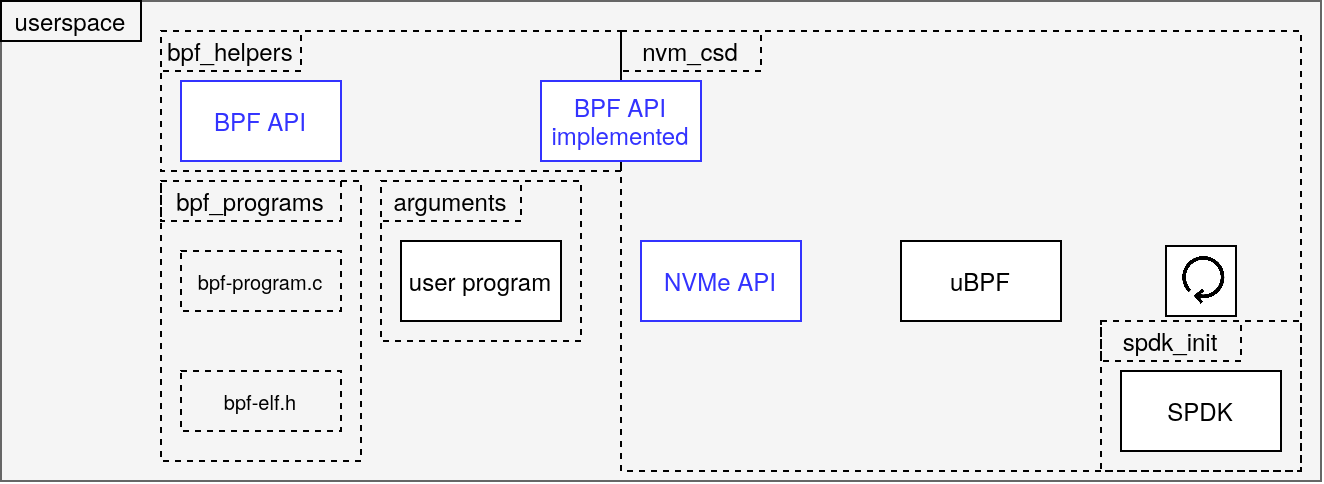 userspace
bpf_helpers
nvm_csd
BPF API
BPF API
implemented
bpf_programs
arguments
bpf-program.c
user program
NVMe API
uBPF
spdk_init
bpf-elf.h
SPDK